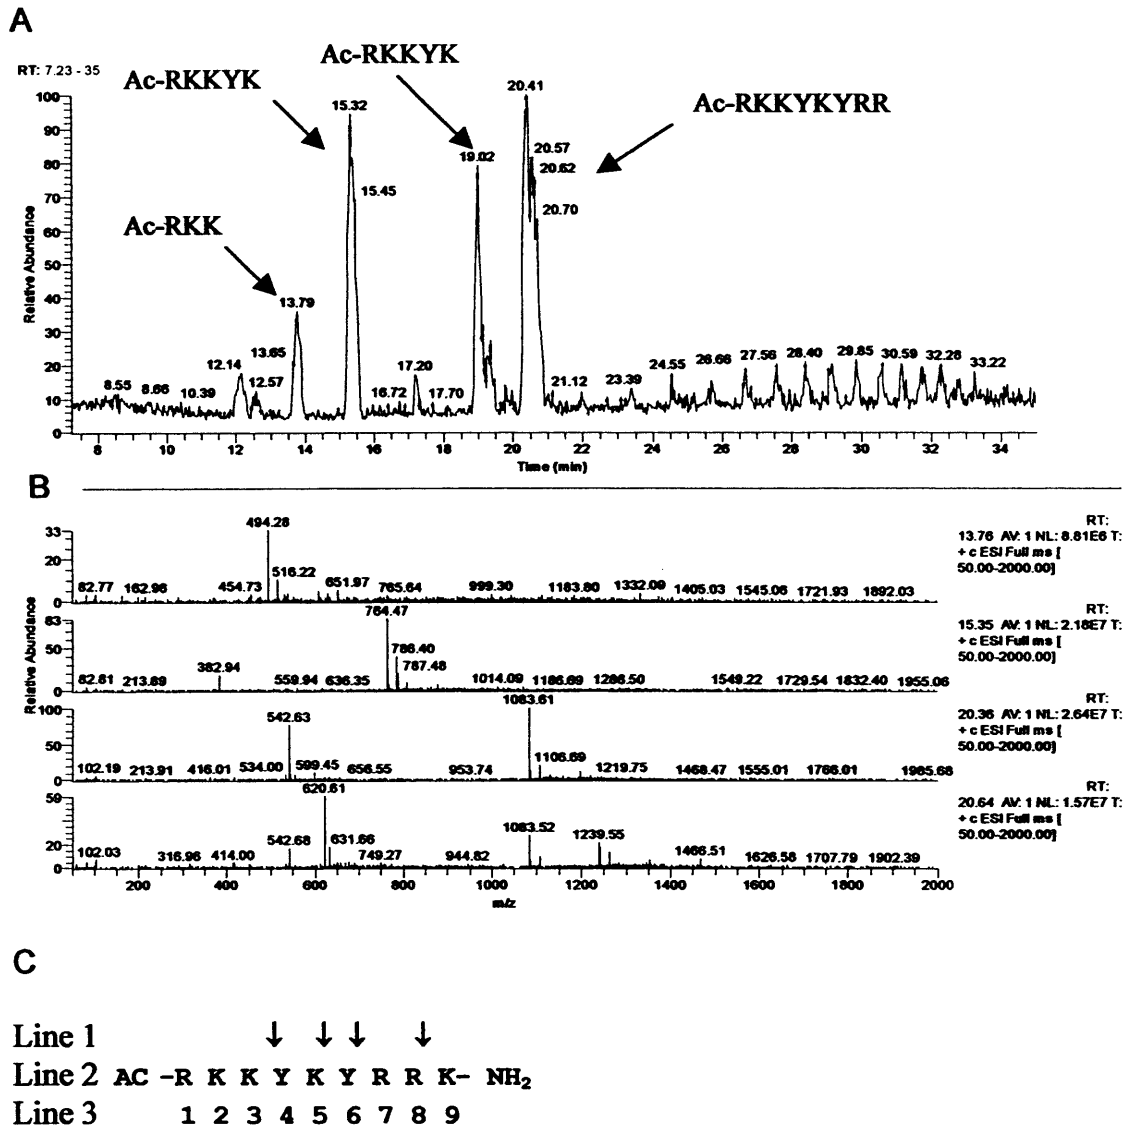 A
RT: 7.23 - 35
Ac-RKKYK
Ac-RKKYK
Ac-RKKYKYRR
Ac-RKK
Relative Abundance
100
90
80
70
60
50
40
30
20
10
0
8.55
8.66
10.39
12.14
12.57
13.65
13.79
15.32
15.45
16.72
17.20
17.70
19.02
20.41
20.57
20.62
20.70
21.12
23.39
24.55
26.66
27.56
28.40
29.85
30.59
32.26
33.22
8 10 12 14 16 18 20 22 24 26 28 30 32 34
Time (min)
B
Relative Abundance
33
20
0
82.77 162.96 454.73 494.28 516.22 651.97 765.64 999.30 1183.80 1332.09 1405.03 1545.06 1721.93 1892.03
RT:
13.76 AV: 1 NL: 8.81E6 T:
+ c ESI Full ms [
50.00-2000.00]
83
50
0
82.81 213.89 382.94 559.94 636.35 764.47 786.40 787.48 1014.09 1186.69 1286.50 1549.22 1729.54 1832.40 1955.06
RT:
15.35 AV: 1 NL: 2.18E7 T:
+ c ESI Full ms [
50.00-2000.00]
100
50
0
102.19 213.91 416.01 534.00 542.63 599.45 656.55 953.74 1083.61 1106.69 1219.75 1468.47 1555.01 1766.01 1985.68
RT:
20.36 AV: 1 NL: 2.64E7 T:
+ c ESI Full ms [
50.00-2000.00]
59
20
0
102.03 316.96 414.00 542.68 620.61 631.66 749.27 944.82 1083.52 1239.55 1466.51 1626.58 1707.79 1902.39
RT:
20.64 AV: 1 NL: 1.57E7 T:
+ c ESI Full ms [
50.00-2000.00]
200 400 600 800 1000 1200 1400 1600 1800 2000
m/z
C
Line 1 ↓ ↓ ↓ ↓
Line 2 AC -R K K Y K Y R R K- NH₂
Line 3 1 2 3 4 5 6 7 8 9